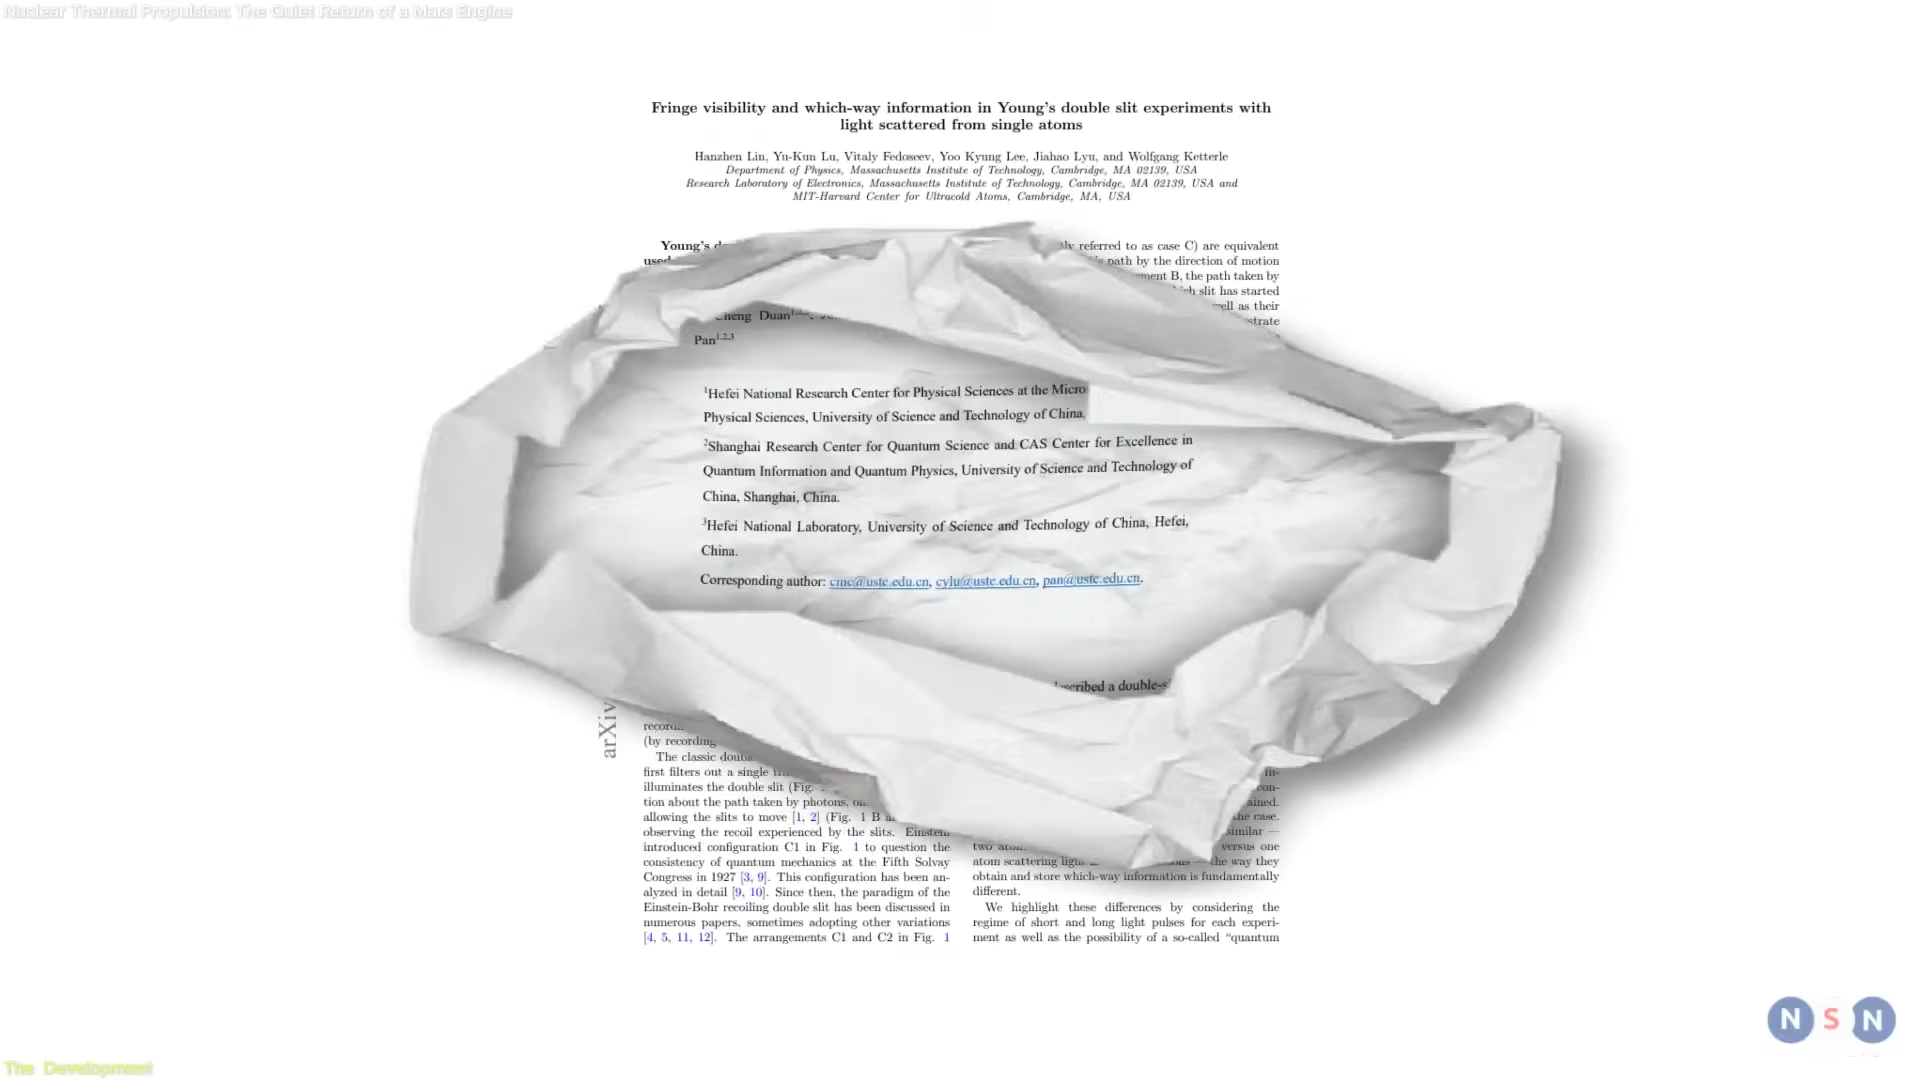 Nuclear Thermal Propulsion: The Quiet Return of a Mars Engine
Fringe visibility and which-way information in Young's double slit experiments with
light scattered from single atoms
Hanzhen Lin, Yu-Kun Lu, Vitaly Fedoseev, Yoo Kyung Lee, Jiahao Lyu, and Wolfgang Ketterle
Department of Physics, Massachusetts Institute of Technology, Cambridge, MA 02139, USA
Research Laboratory of Electronics, Massachusetts Institute of Technology, Cambridge, MA 02139, USA and
MIT-Harvard Center for Ultracold Atoms, Cambridge, MA, USA
Young's
used
referred to as case C) are equivalent
path by the direction of motion
B, the path taken by
slit has started
as their
Duan
Pan1,2,3
1Hefei National Research Center for Physical Sciences at the Micro
Physical Sciences, University of Science and Technology of China,
2Shanghai Research Center for Quantum Science and CAS Center for Excellence in
Quantum Information and Quantum Physics, University of Science and Technology of
China, Shanghai, China.
3Hefei National Laboratory, University of Science and Technology of China, Hefei,
China.
Corresponding author: cmc@ustc.edu.cn, cylu@ustc.edu.cn, pan@ustc.edu.cn.
a double-s
arXiv
(by recording
The classic
first filters out a single
illuminates the double slit (Fig.
tion about the path taken by photons,
allowing the slits to move [1, 2] (Fig. 1 B
observing the recoil experienced by the slits. Einstein
introduced configuration C1 in Fig. 1 to question the
consistency of quantum mechanics at the Fifth Solvay
Congress in 1927 [3, 9]. This configuration has been an-
alyzed in detail [9, 10]. Since then, the paradigm of the
Einstein-Bohr recoiling double slit has been discussed in
numerous papers, sometimes adopting other variations
[4, 5, 11, 12]. The arrangements C1 and C2 in Fig. 1
con-
ained.
the case.
similar —
two versus one
atom scattering light — the way they
obtain and store which-way information is fundamentally
different.
We highlight these differences by considering the
regime of short and long light pulses for each experi-
ment as well as the possibility of a so-called “quantum
N S N
The Development